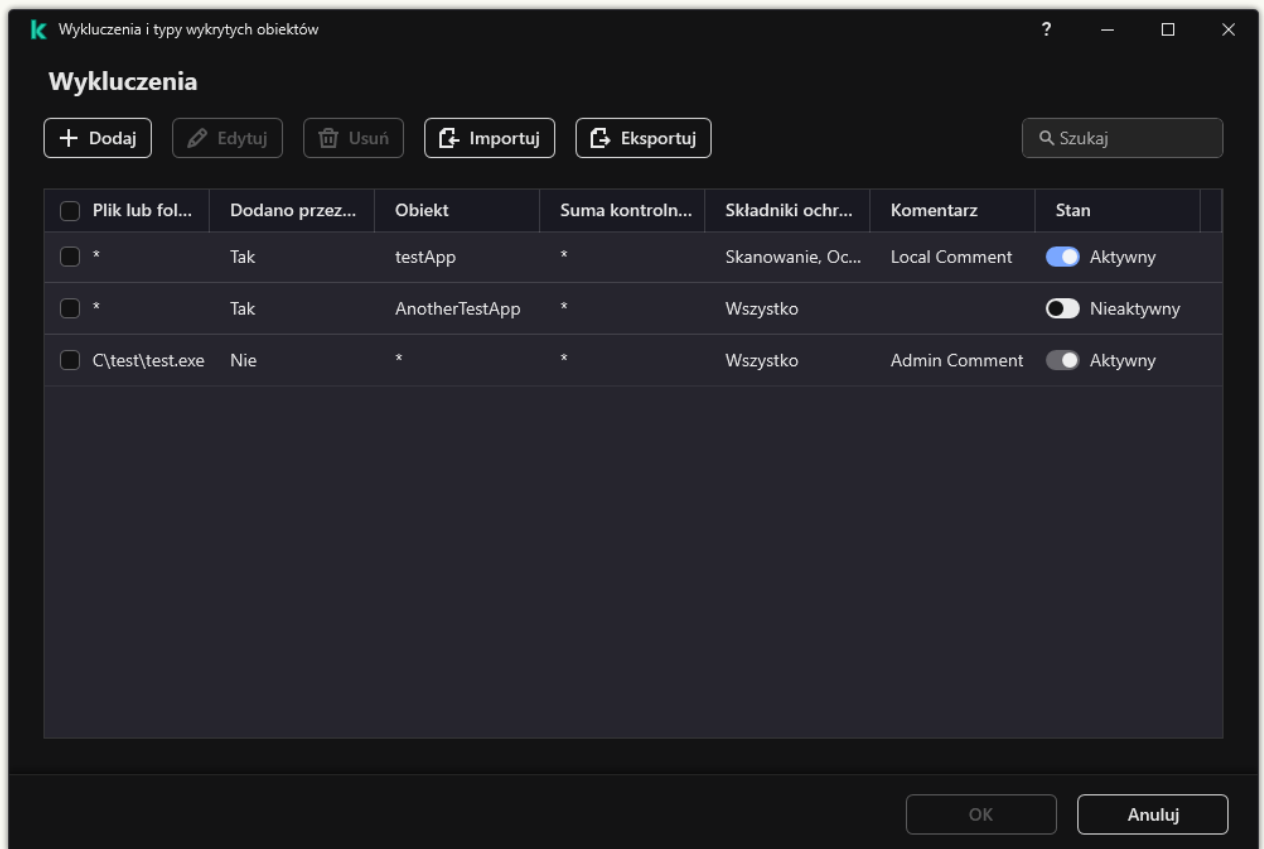 Wykluczenia i typy wykrytych obiektów ?
Wykluczenia
Dodaj Edytuj Usuń Importuj Eksportuj Szukaj
Plik lub fol... Dodano przez... Obiekt Suma kontroln... Składniki ochr... Komentarz Stan
* Tak testApp * Skanowanie, Oc... Local Comment Aktywny
* Tak AnotherTestApp * Wszystko Nieaktywny
C\test\test.exe Nie * * Wszystko Admin Comment Aktywny
OK Anuluj